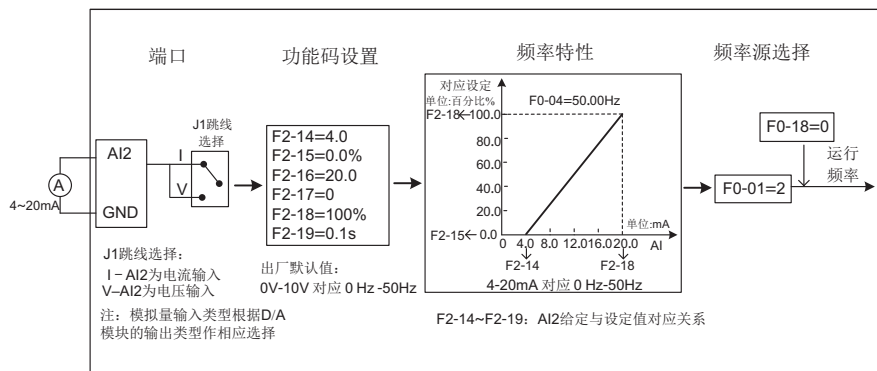 端口
功能码设置
频率特性
频率源选择
J1跳线
选择
AI2
GND
I
V
A
4~20mA
J1跳线选择：
I－AI2为电流输入
V–AI2为电压输入
注：模拟量输入类型根据D/A
模块的输出类型作相应选择
F2-14=4.0
F2-15=0.0%
F2-16=20.0
F2-17=0
F2-18=100%
F2-19=0.1s
出厂默认值：
0V-10V 对应 0 Hz -50Hz
对应设定
单位:百分比%
F0-04=50.00Hz
F2-18 100.0
80.0
60.0
40.0
20.0
F2-15 0.0
单位:mA
0 4.0 8.0 12.0 16.0 20.0 AI
F2-14
F2-18
4-20mA 对应 0 Hz-50Hz
F2-14~F2-19：AI2给定与设定值对应关系
F0-18=0
F0-01=2
运行
频率